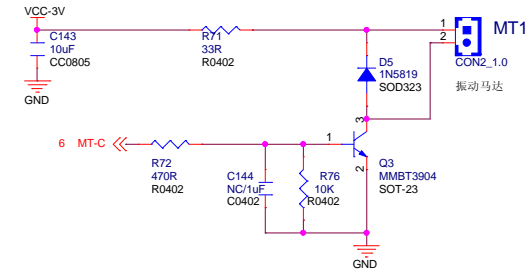 VCC-3V
C143
10uF
CC0805
GND
R71
33R
R0402
D5
1N5819
SOD323
1
2
MT1
CON2_1.0
振动马达
6 MT-C
R72
470R
R0402
C144
NC/1uF
C0402
R76
10K
R0402
1
3
2
Q3
MMBT3904
SOT-23
GND